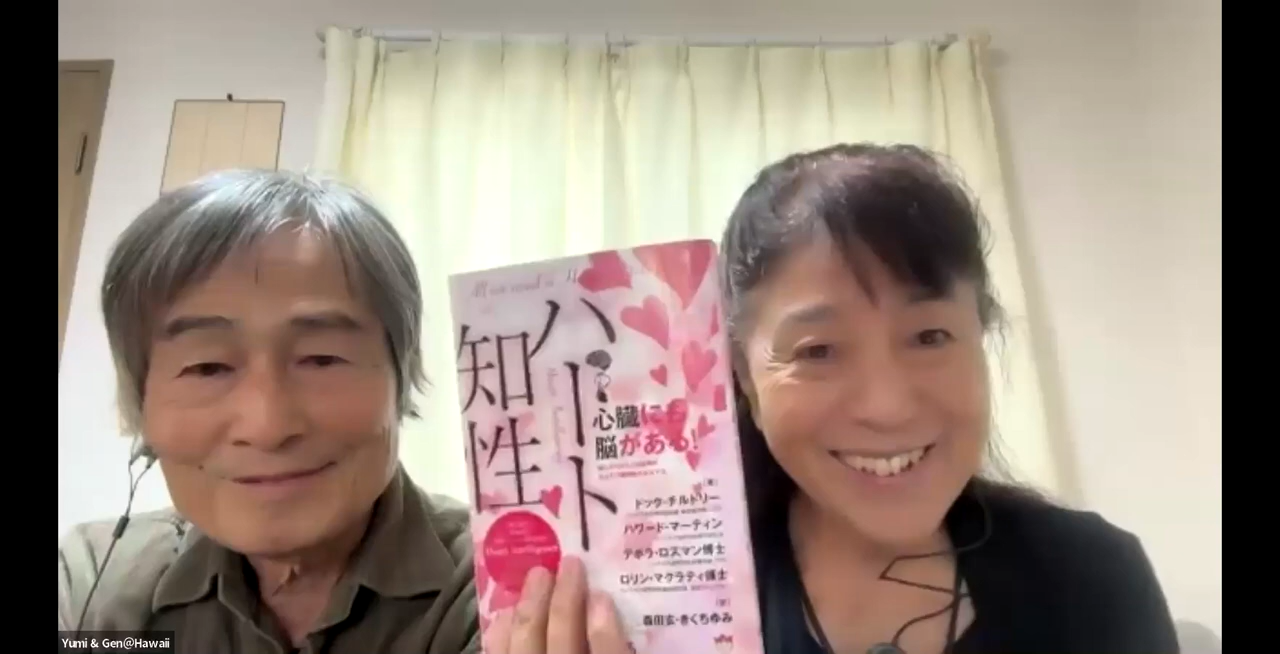 ハート
知性
心臓にも
脳がある!
ドック・チルドリー
ハワード・マーティン
デボラ・ロズマン博士
ロリン・マクラティ博士
森田玄・きくちゆみ
Yumi & Gen@Hawaii